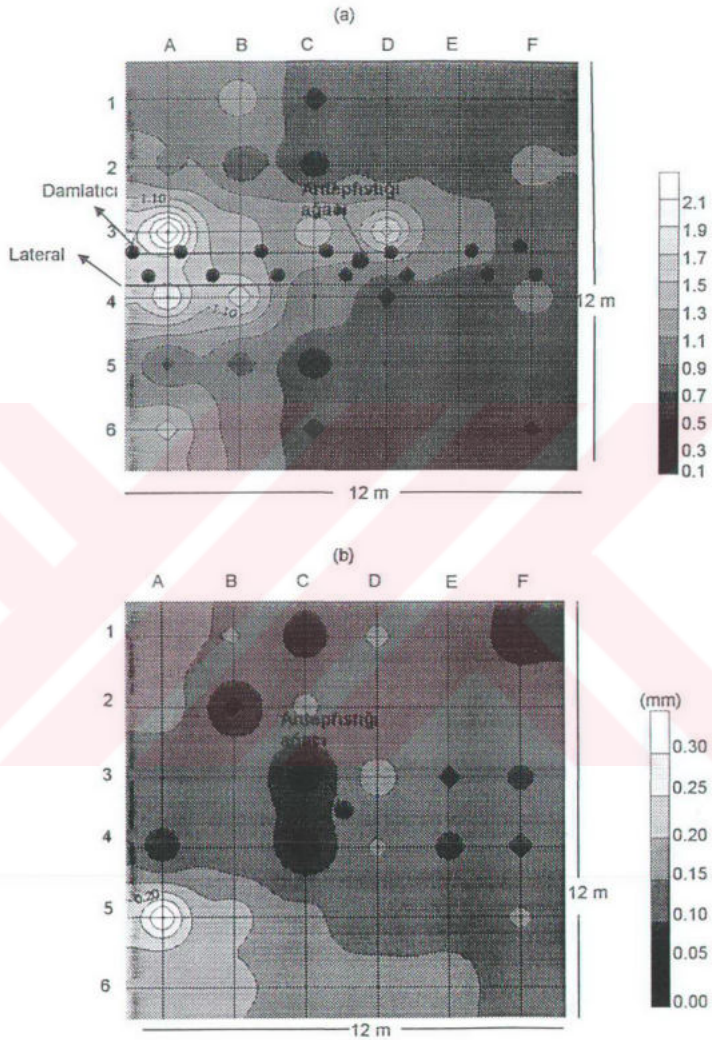 (a)
A B C D E F
1
2
Damlatıcı
1.10
Antepfıstığı
ağacı
3
Lateral
4
1.10
12 m
5
6
12 m
2.1
1.9
1.7
1.5
1.3
1.1
0.9
0.7
0.5
0.3
0.1
(b)
A B C D E F
1
2
Antepfıstığı
ağacı
3
4
0.20
5
12 m
6
12 m
(mm)
0.30
0.25
0.20
0.15
0.10
0.05
0.00